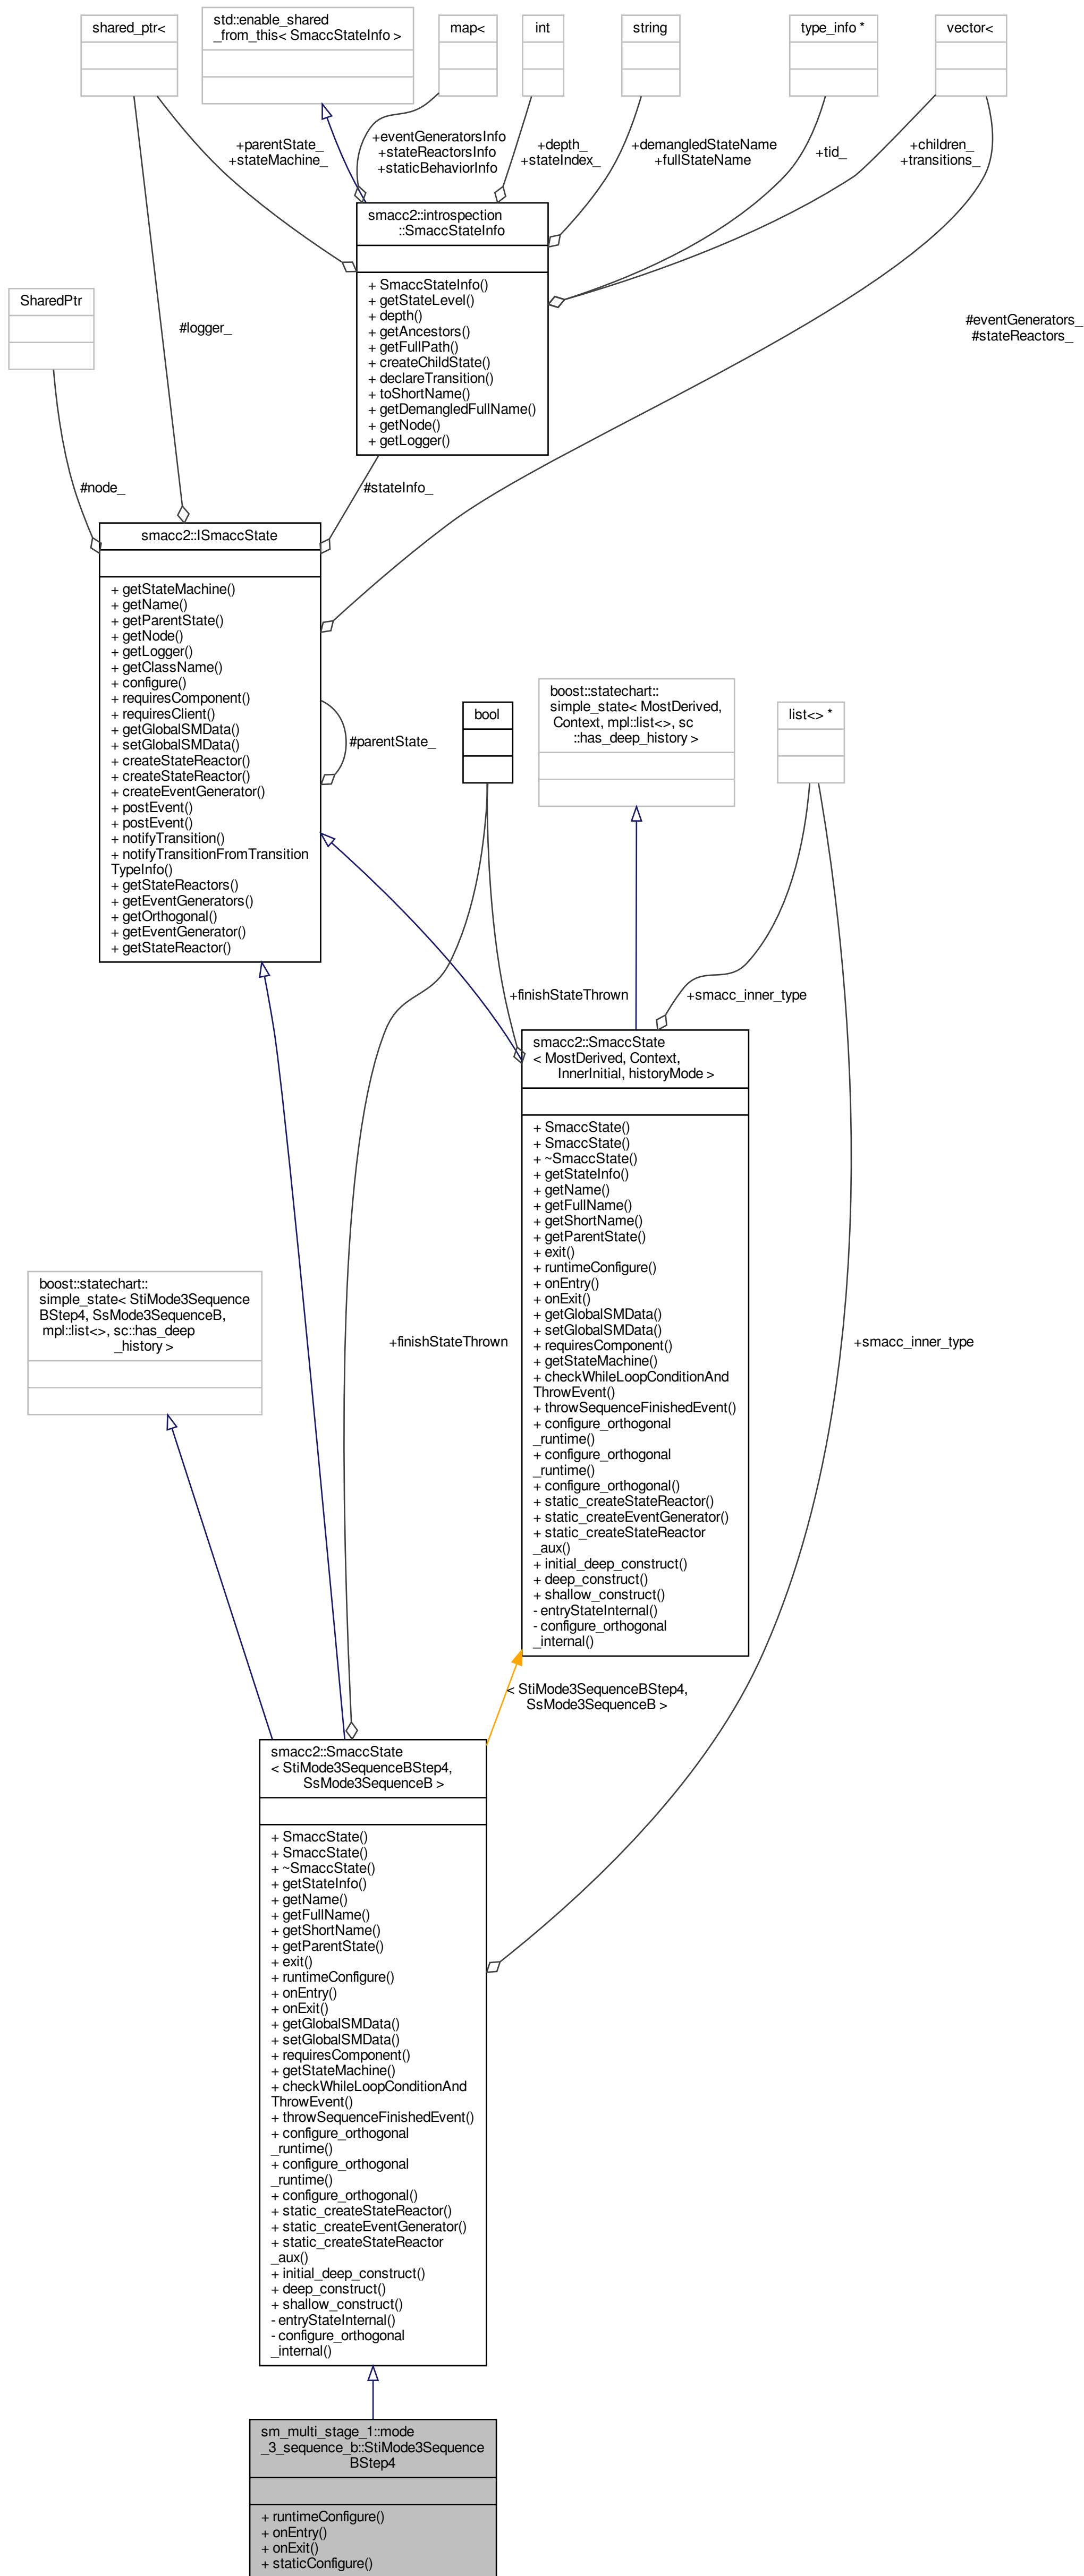 shared_ptr<
std::enable_shared
_from_this< SmaccStateInfo >
map<
int
string
type_info *
vector<
+parentState_
+stateMachine_
+eventGeneratorsInfo
+stateReactorsInfo
+staticBehaviorInfo
+depth_
+stateIndex_
+demangledStateName
+fullStateName
+tid_
+children_
+transitions_
smacc2::introspection
::SmaccStateInfo
+ SmaccStateInfo()
+ getStateLevel()
+ depth()
+ getAncestors()
+ getFullPath()
+ createChildState()
+ declareTransition()
+ toShortName()
+ getDemangledFullName()
+ getNode()
+ getLogger()
SharedPtr
#logger_
#eventGenerators_
#stateReactors_
#node_
#stateInfo_
smacc2::ISmaccState
+ getStateMachine()
+ getName()
+ getParentState()
+ getNode()
+ getLogger()
+ getClassName()
+ configure()
+ requiresComponent()
+ requiresClient()
+ getGlobalSMData()
+ setGlobalSMData()
+ createStateReactor()
+ createStateReactor()
+ createEventGenerator()
+ postEvent()
+ postEvent()
+ notifyTransition()
+ notifyTransitionFromTransition
TypeInfo()
+ getStateReactors()
+ getEventGenerators()
+ getOrthogonal()
+ getEventGenerator()
+ getStateReactor()
#parentState_
bool
boost::statechart::
simple_state< MostDerived,
Context, mpl::list<>, sc
::has_deep_history >
list<> *
+finishStateThrown
+smacc_inner_type
smacc2::SmaccState
< MostDerived, Context,
InnerInitial, historyMode >
+ SmaccState()
+ SmaccState()
+ ~SmaccState()
+ getStateInfo()
+ getName()
+ getFullName()
+ getShortName()
+ getParentState()
+ exit()
+ runtimeConfigure()
+ onEntry()
+ onExit()
+ getGlobalSMData()
+ setGlobalSMData()
+ requiresComponent()
+ getStateMachine()
+ checkWhileLoopConditionAnd
ThrowEvent()
+ throwSequenceFinishedEvent()
+ configure_orthogonal
_runtime()
+ configure_orthogonal
_runtime()
+ configure_orthogonal()
+ static_createStateReactor()
+ static_createEventGenerator()
+ static_createStateReactor
_aux()
+ initial_deep_construct()
+ deep_construct()
+ shallow_construct()
- entryStateInternal()
- configure_orthogonal
_internal()
boost::statechart::
simple_state< StiMode3Sequence
BStep4, SsMode3SequenceB,
mpl::list<>, sc::has_deep
_history >
+finishStateThrown
+smacc_inner_type
< StiMode3SequenceBStep4,
SsMode3SequenceB >
smacc2::SmaccState
< StiMode3SequenceBStep4,
SsMode3SequenceB >
+ SmaccState()
+ SmaccState()
+ ~SmaccState()
+ getStateInfo()
+ getName()
+ getFullName()
+ getShortName()
+ getParentState()
+ exit()
+ runtimeConfigure()
+ onEntry()
+ onExit()
+ getGlobalSMData()
+ setGlobalSMData()
+ requiresComponent()
+ getStateMachine()
+ checkWhileLoopConditionAnd
ThrowEvent()
+ throwSequenceFinishedEvent()
+ configure_orthogonal
_runtime()
+ configure_orthogonal
_runtime()
+ configure_orthogonal()
+ static_createStateReactor()
+ static_createEventGenerator()
+ static_createStateReactor
_aux()
+ initial_deep_construct()
+ deep_construct()
+ shallow_construct()
- entryStateInternal()
- configure_orthogonal
_internal()
sm_multi_stage_1::mode
_3_sequence_b::StiMode3Sequence
BStep4
+ runtimeConfigure()
+ onEntry()
+ onExit()
+ staticConfigure()